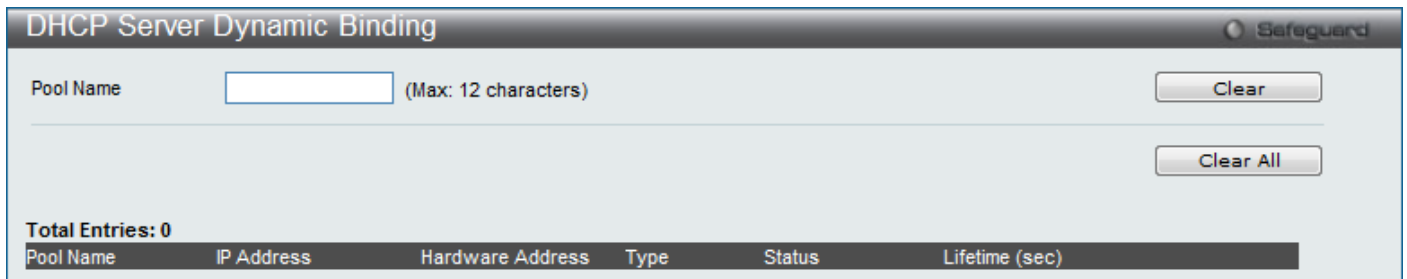 DHCP Server Dynamic Binding Safeguard
Pool Name (Max: 12 characters) Clear
Clear All
Total Entries: 0
Pool Name IP Address Hardware Address Type Status Lifetime (sec)